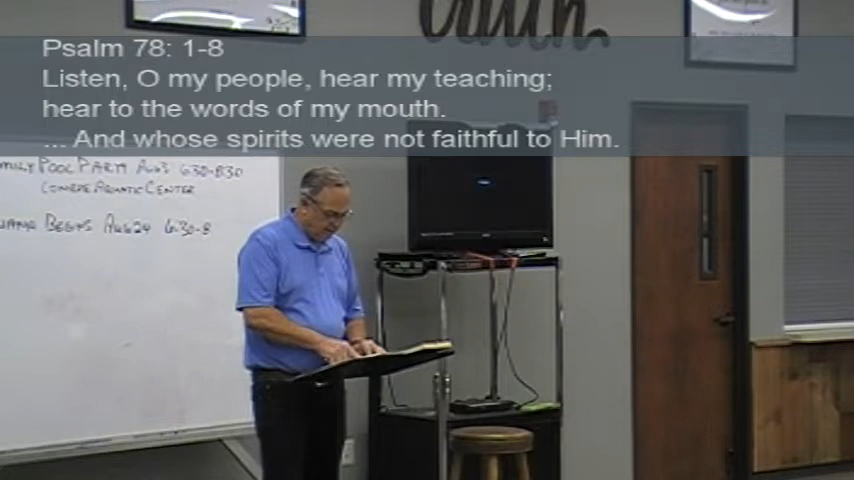 truth
Psalm 78: 1-8
Listen, O my people, hear my teaching;
hear to the words of my mouth.
... And whose spirits were not faithful to Him.
Pool Party Aug 3 6:30-8:30
Aquatic Center
Begins Aug 24 6:30-8